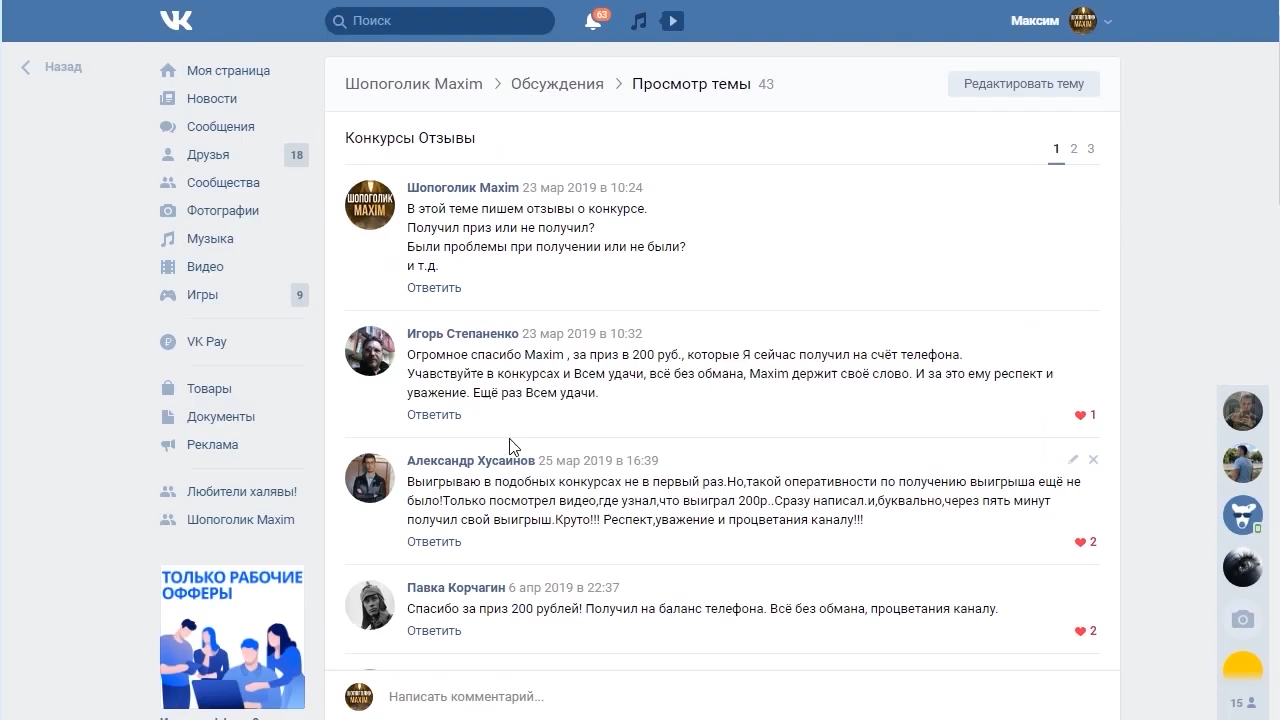 Поиск
63
Максим
Назад
Моя страница
Новости
Сообщения
Друзья 18
Сообщества
Фотографии
Музыка
Видео
Игры 9
VK Pay
Товары
Документы
Реклама
Любители халявы!
Шопоголик Maxim
ТОЛЬКО РАБОЧИЕ
ОФФЕРЫ
Шопоголик Maxim > Обсуждения > Просмотр темы 43
Редактировать тему
Конкурсы Отзывы
1 2 3
ШОПОГОЛИК
MAXIM
Шопоголик Maxim 23 мар 2019 в 10:24
В этой теме пишем отзывы о конкурсе.
Получил приз или не получил?
Были проблемы при получении или не были?
и т.д.
Ответить
Игорь Степаненко 23 мар 2019 в 10:32
Огромное спасибо Maxim , за приз в 200 руб., которые Я сейчас получил на счёт телефона.
Учавствуйте в конкурсах и Всем удачи, всё без обмана, Maxim держит своё слово. И за это ему респект и
уважение. Ещё раз Всем удачи.
Ответить
1
Александр Хусаинов 25 мар 2019 в 16:39
Выигрываю в подобных конкурсах не в первый раз.Но,такой оперативности по получению выигрыша ещё не
было!Только посмотрел видео,где узнал,что выиграл 200р..Сразу написал.и,буквально,через пять минут
получил свой выигрыш.Круто!!! Респект,уважение и процветания каналу!!!
Ответить
2
Павка Корчагин 6 апр 2019 в 22:37
Спасибо за приз 200 рублей! Получил на баланс телефона. Всё без обмана, процветания каналу.
Ответить
2
Написать комментарий...
15